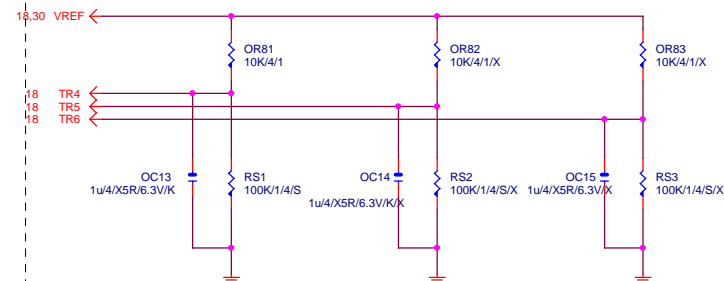 18,30 VREF
OR81
10K/4/1
OR82
10K/4/1/X
OR83
10K/4/1/X
18 TR4
18 TR5
18 TR6
OC13
1u/4/X5R/6.3V/K
RS1
100K/1/4/S
OC14
1u/4/X5R/6.3V/K/X
RS2
100K/1/4/S/X
OC15
1u/4/X5R/6.3V/X
RS3
100K/1/4/S/X